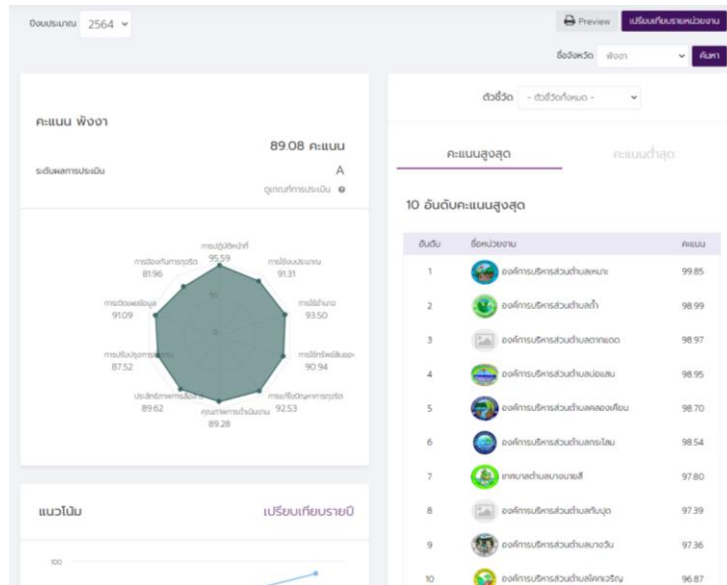 ปีงบประมาณ 2564
Preview
เปรียบเทียบรายหน่วยงาน
ชื่อจังหวัด พังงา ค้นหา
คะแนน พังงา
89.08 คะแนน
ระดับผลการประเมิน A
ดูเกณฑ์การประเมิน
การปฏิบัติหน้าที่
95.59
การใช้งบประมาณ
91.31
การใช้อำนาจ
93.50
การใช้ทรัพย์สินของ
90.94
การแก้ไขปัญหาการทุจริต
92.53
คุณภาพการดำเนินงาน
89.28
ประสิทธิภาพการสื่อสาร
89.62
87.52
การเปิดเผยข้อมูล
91.09
การป้องกันการทุจริต
81.96
50
0
แนวโน้ม เปรียบเทียบรายปี
100
ตัวชี้วัด - ตัวชี้วัดทั้งหมด -
คะแนนสูงสุด คะแนนต่ำสุด
10 อันดับคะแนนสูงสุด
อันดับ ชื่อหน่วยงาน คะแนน
1 องค์การบริหารส่วนตำบลเหมาะ 99.85
2 องค์การบริหารส่วนตำบลถ้ำ 98.99
3 องค์การบริหารส่วนตำบลตากแดด 98.97
4 องค์การบริหารส่วนตำบลบ่อแสน 98.95
5 องค์การบริหารส่วนตำบลคลองเคียน 98.70
6 องค์การบริหารส่วนตำบลกระโสม 98.54
7 เทศบาลตำบลบางนายสี 97.80
8 องค์การบริหารส่วนตำบลทับปุด 97.39
9 องค์การบริหารส่วนตำบลบางวัน 97.36
10 องค์การบริหารส่วนตำบลโคกเจริญ 96.87